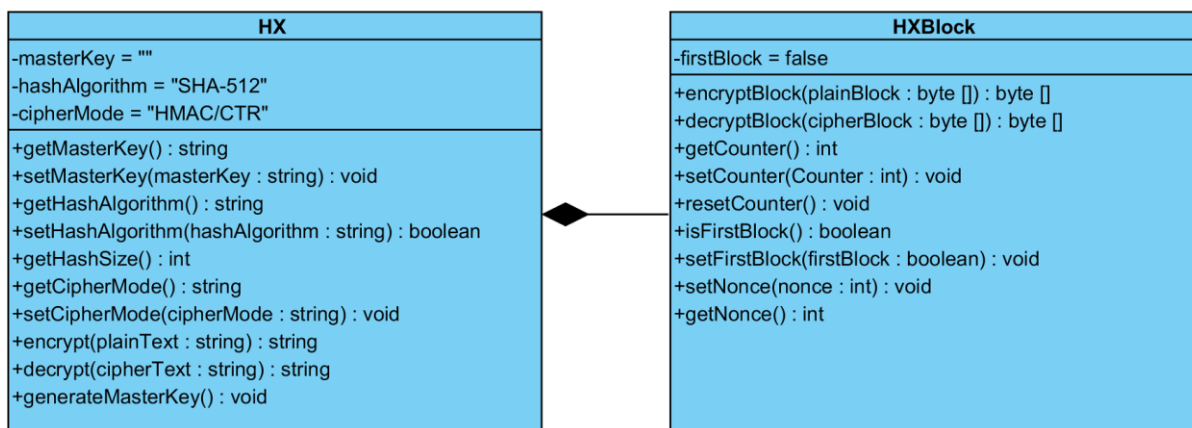 HX
-masterKey = ""
-hashAlgorithm = "SHA-512"
-cipherMode = "HMAC/CTR"
+getMasterKey() : string
+setMasterKey(masterKey : string) : void
+getHashAlgorithm() : string
+setHashAlgorithm(hashAlgorithm : string) : boolean
+getHashSize() : int
+getCipherMode() : string
+setCipherMode(cipherMode : string) : void
+encrypt(plainText : string) : string
+decrypt(cipherText : string) : string
+generateMasterKey() : void
HXBlock
-firstBlock = false
+encryptBlock(plainBlock : byte []) : byte []
+decryptBlock(cipherBlock : byte []) : byte []
+getCounter() : int
+setCounter(Counter : int) : void
+resetCounter() : void
+isFirstBlock() : boolean
+setFirstBlock(firstBlock : boolean) : void
+setNonce(nonce : int) : void
+getNonce() : int